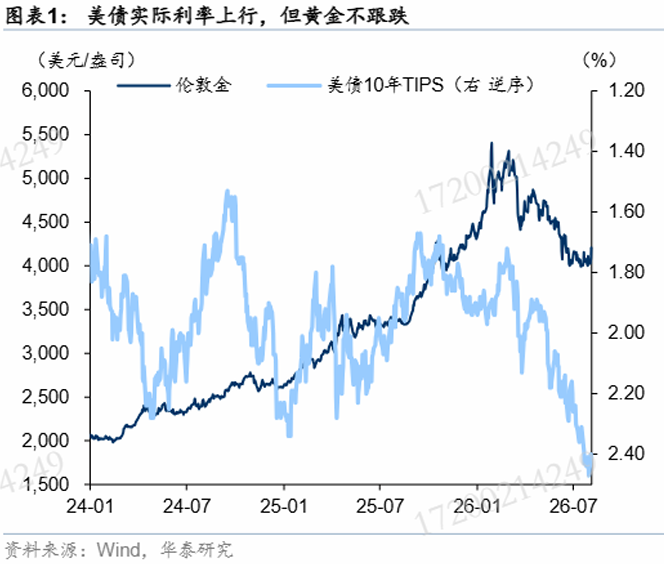 图表1： 美债实际利率上行，但黄金不跟跌
（美元/盎司） （%）
伦敦金 美债10年TIPS（右 逆序）
6,000 1.20
5,500 1.40
5,000
4,500 1.60
4,000 1.80
3,500 2.00
3,000
2,500 2.20
2,000 2.40
1,500
24-01 24-07 25-01 25-07 26-01 26-07
17200214249
4249
17200214249
4249
资料来源：Wind，华泰研究